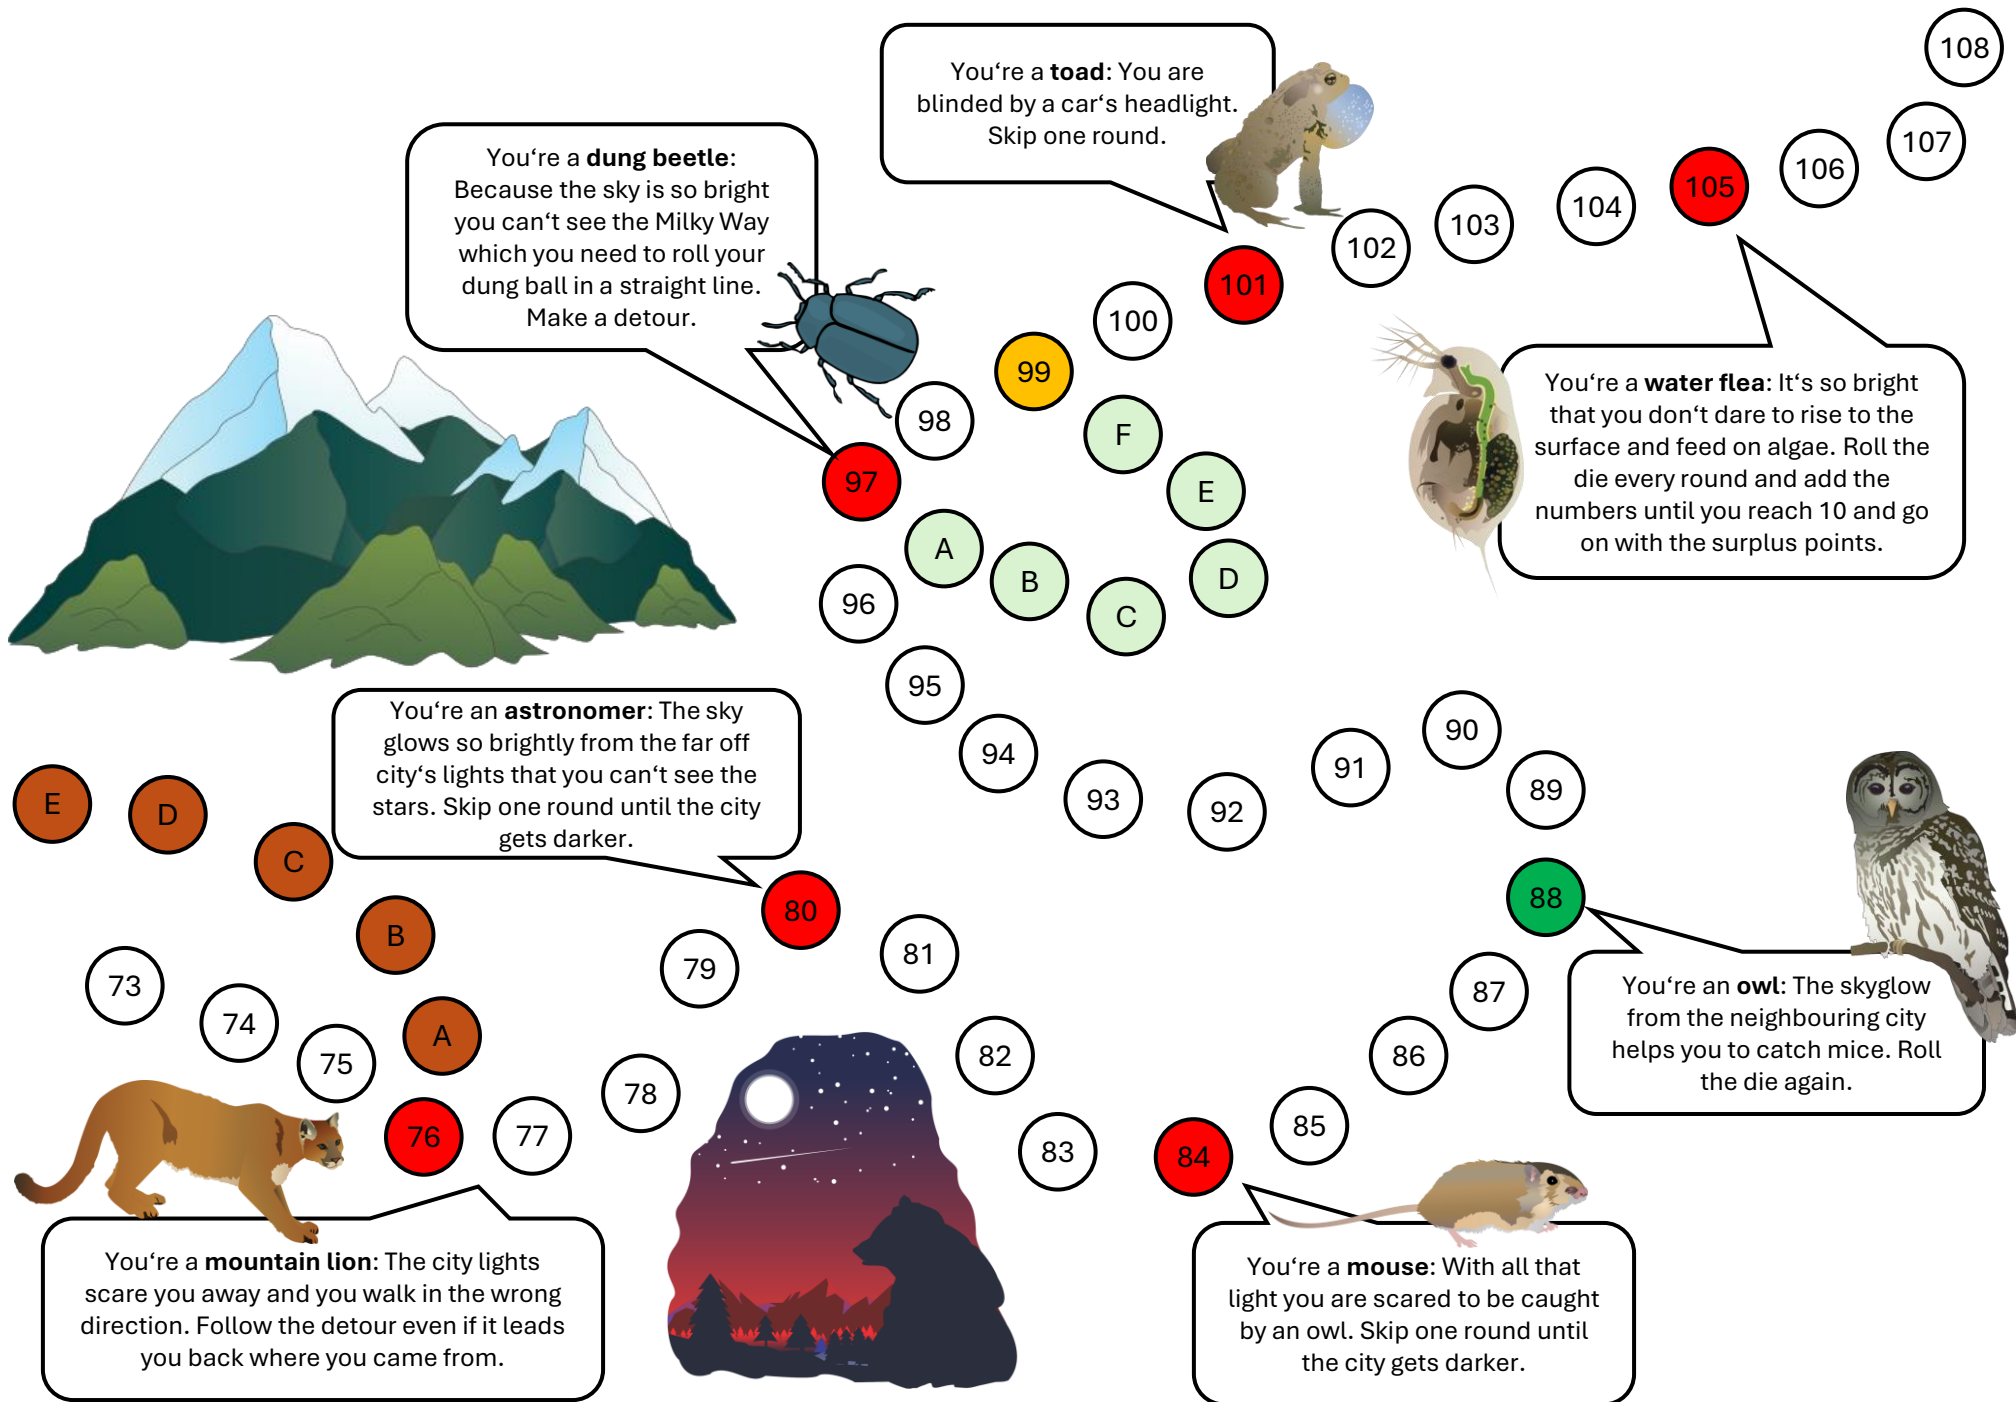 You‘re a toad: You are
blinded by a car‘s headlight.
Skip one round.
108
107
106
105
104
103
102
101
100
99
98
97
You‘re a dung beetle:
Because the sky is so bright
you can‘t see the Milky Way
which you need to roll your
dung ball in a straight line.
Make a detour.
You‘re a water flea: It‘s so bright
that you don‘t dare to rise to the
surface and feed on algae. Roll the
die every round and add the
numbers until you reach 10 and go
on with the surplus points.
F
E
D
C
B
A
96
95
94
93
92
91
90
89
88
87
86
85
84
83
82
81
80
79
78
77
76
75
74
73
You‘re an astronomer: The sky
glows so brightly from the far off
city‘s lights that you can‘t see the
stars. Skip one round until the city
gets darker.
E
D
C
B
A
You‘re an owl: The skyglow
from the neighbouring city
helps you to catch mice. Roll
the die again.
You‘re a mountain lion: The city lights
scare you away and you walk in the wrong
direction. Follow the detour even if it leads
you back where you came from.
You‘re a mouse: With all that
light you are scared to be caught
by an owl. Skip one round until
the city gets darker.